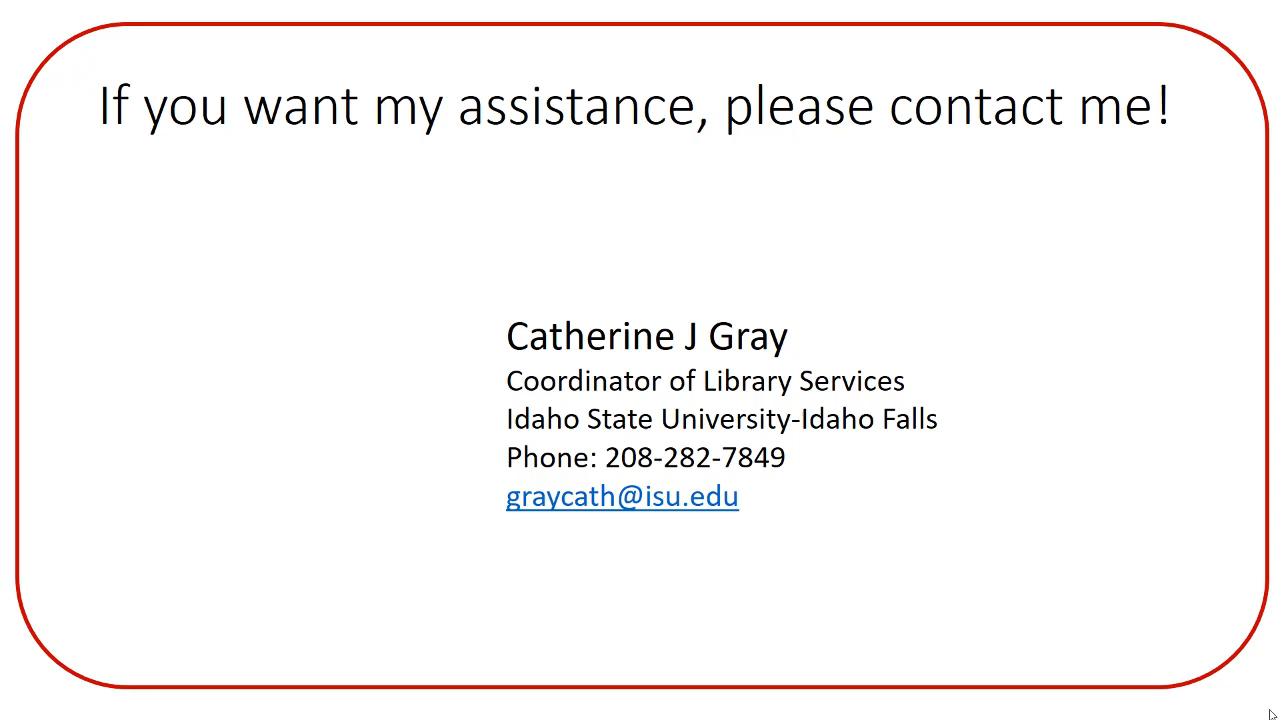 If you want my assistance, please contact me!
Catherine J Gray
Coordinator of Library Services
Idaho State University-Idaho Falls
Phone: 208-282-7849
graycath@isu.edu